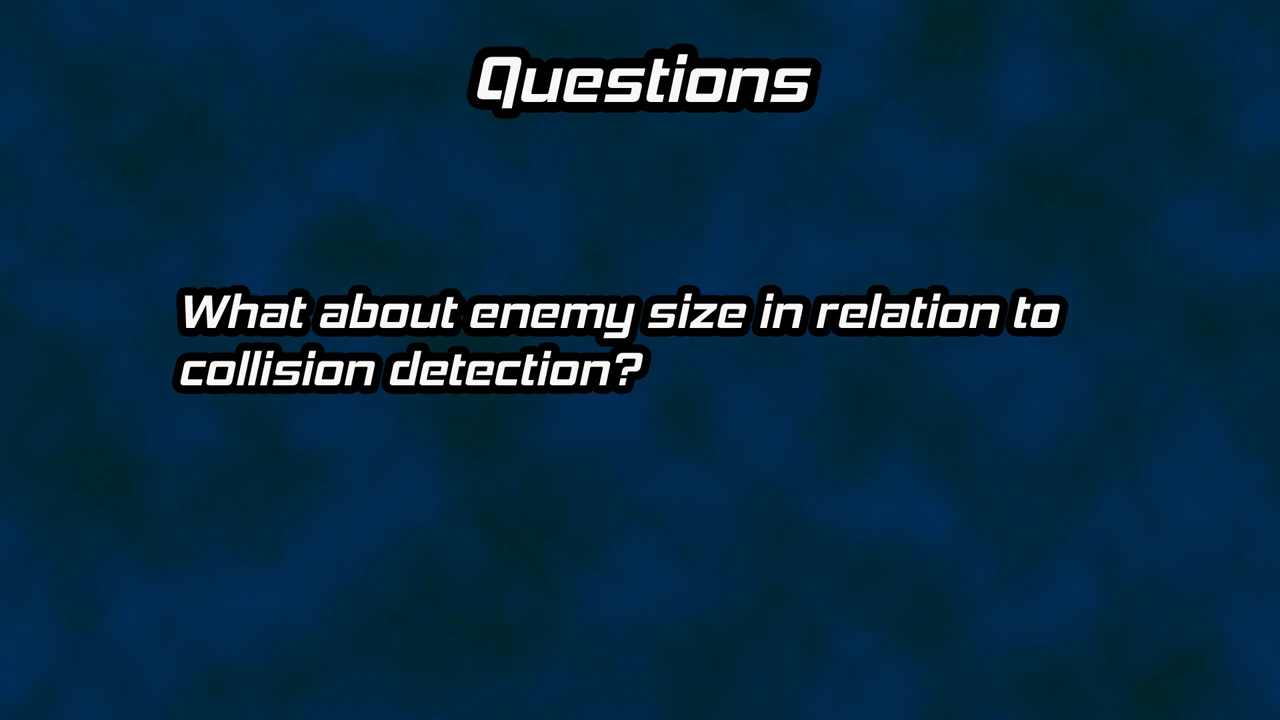 Questions
What about enemy size in relation to
collision detection?